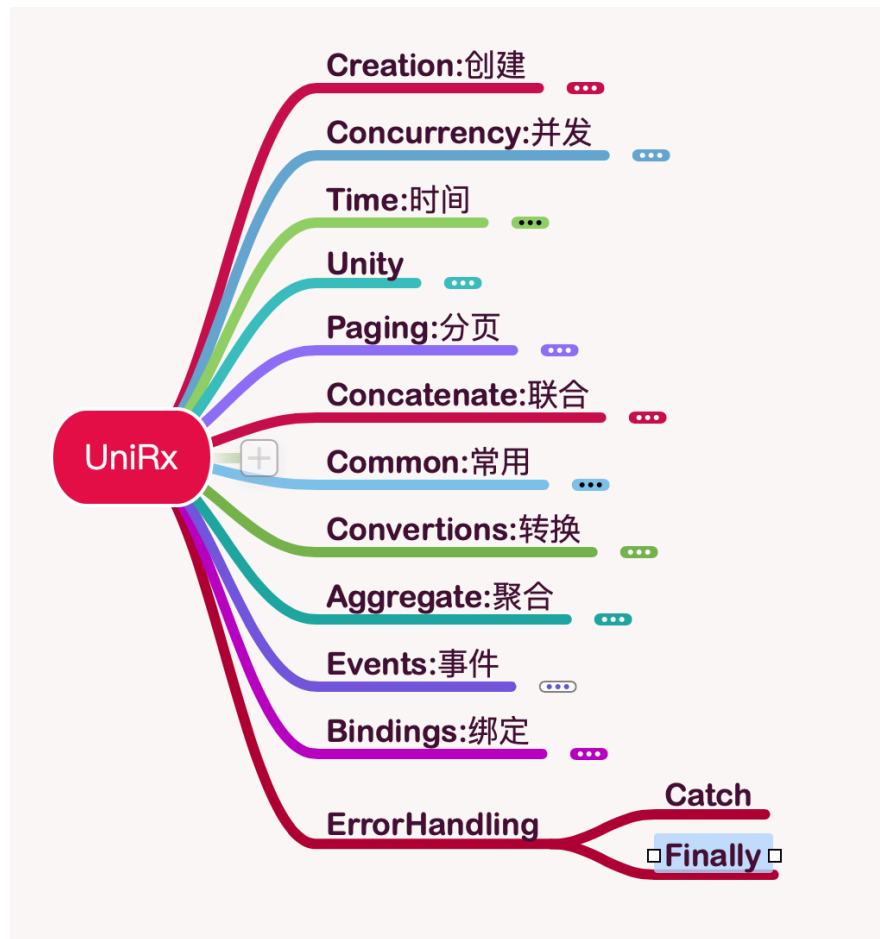 Creation:创建
Concurrency:并发
Time:时间
Unity
Paging:分页
Concatenate:联合
UniRx
Common:常用
Convertions:转换
Aggregate:聚合
Events:事件
Bindings:绑定
ErrorHandling
Catch
Finally